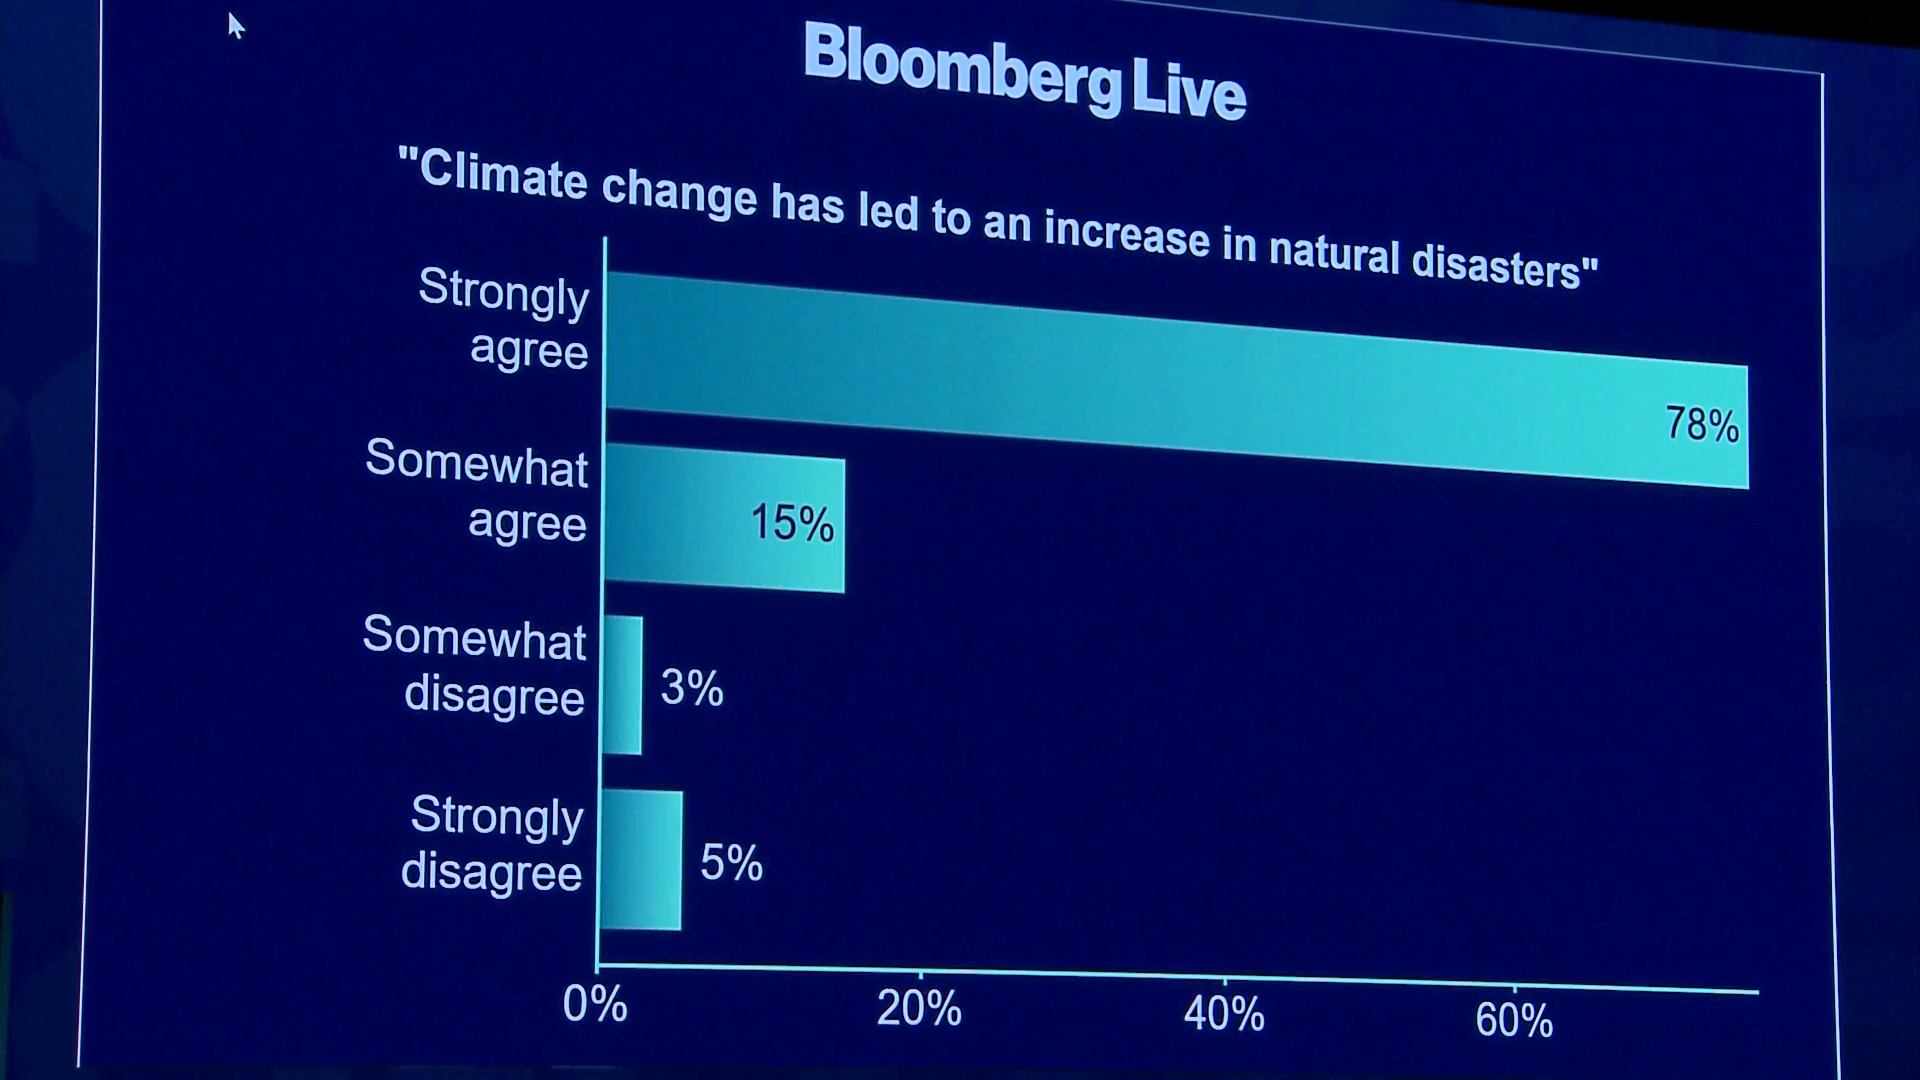 Bloomberg Live
"Climate change has led to an increase in natural disasters"
Strongly
agree
78%
Somewhat
agree
15%
Somewhat
disagree
3%
Strongly
disagree
5%
0% 20% 40% 60%